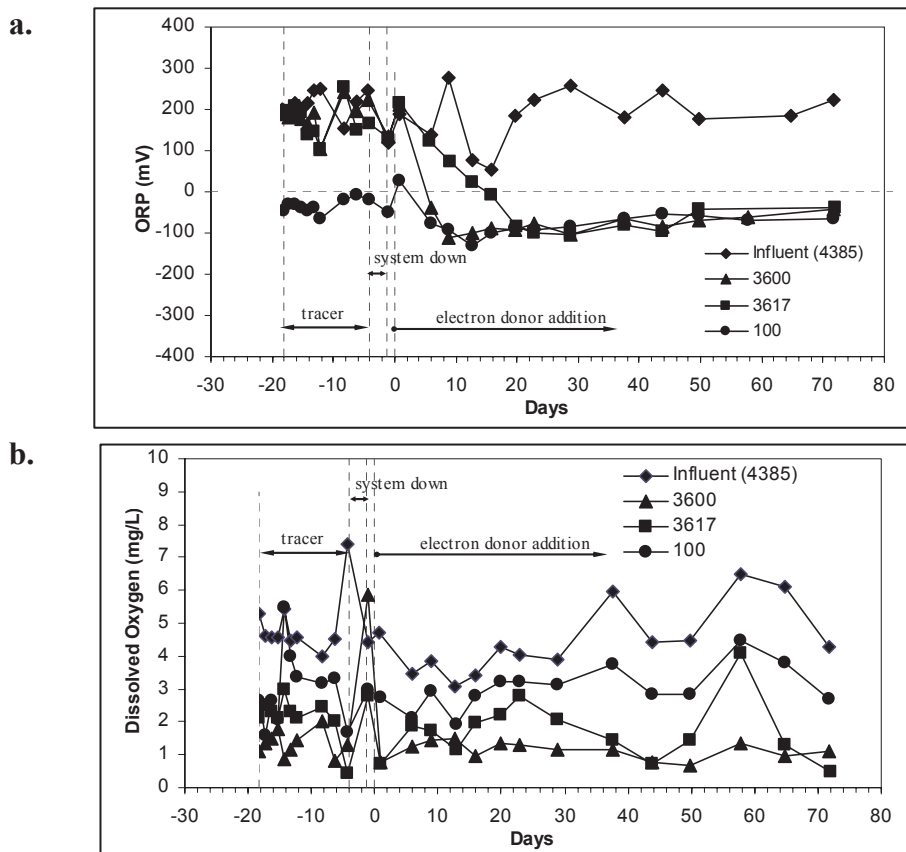 a.
400
300
200
100
0
-100
-200
-300
-400
ORP (mV)
system down
tracer
electron donor addition
Influent (4385)
3600
3617
100
-30 -20 -10 0 10 20 30 40 50 60 70 80
Days
b.
10
9
8
7
6
5
4
3
2
1
0
Dissolved Oxygen (mg/L)
system down
tracer
electron donor addition
Influent (4385)
3600
3617
100
-30 -20 -10 0 10 20 30 40 50 60 70 80
Days